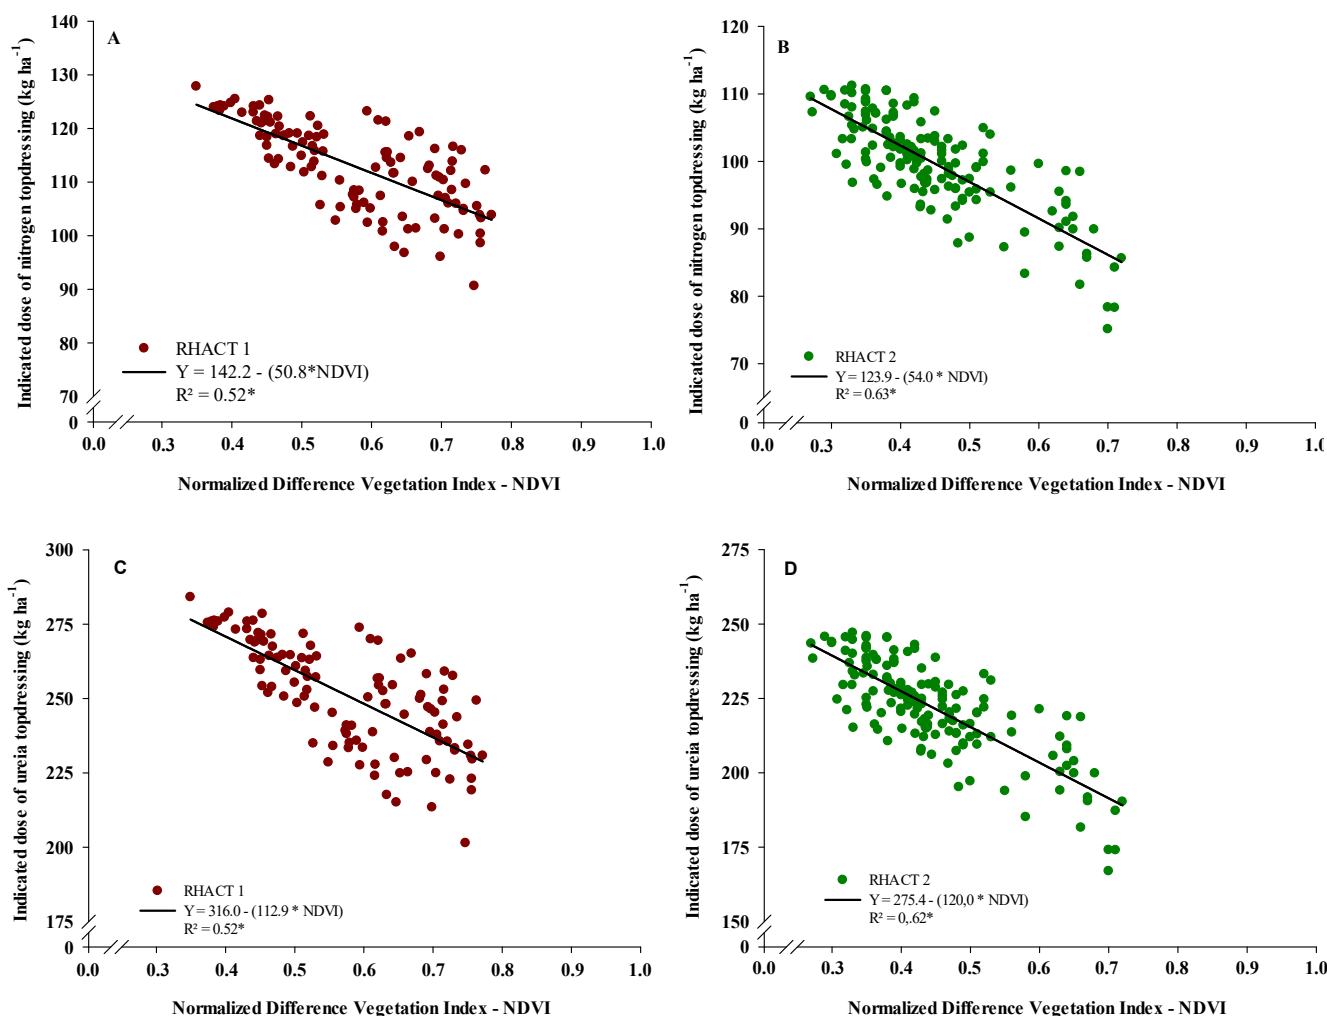 A
Indicated dose of nitrogen topdressing (kg ha⁻¹)
140
130
120
110
100
90
80
70
0
RHACT 1
Y = 142.2 - (50.8*NDVI)
R² = 0.52*
0.0 0.3 0.4 0.5 0.6 0.7 0.8 0.9 1.0
Normalized Difference Vegetation Index - NDVI
B
Indicated dose of nitrogen topdressing (kg ha⁻¹)
120
110
100
90
80
70
0
RHACT 2
Y = 123.9 - (54.0 * NDVI)
R² = 0.63*
0.0 0.3 0.4 0.5 0.6 0.7 0.8 0.9 1.0
Normalized Difference Vegetation Index - NDVI
C
Indicated dose of ureia topdressing (kg ha⁻¹)
300
275
250
225
200
175
0
RHACT 1
Y = 316.0 - (112.9 * NDVI)
R² = 0.52*
0.0 0.3 0.4 0.5 0.6 0.7 0.8 0.9 1.0
Normalized Difference Vegetation Index - NDVI
D
Indicated dose of ureia topdressing (kg ha⁻¹)
275
250
225
200
175
150
0
RHACT 2
Y = 275.4 - (120,0 * NDVI)
R² = 0,.62*
0.0 0.3 0.4 0.5 0.6 0.7 0.8 0.9 1.0
Normalized Difference Vegetation Index - NDVI